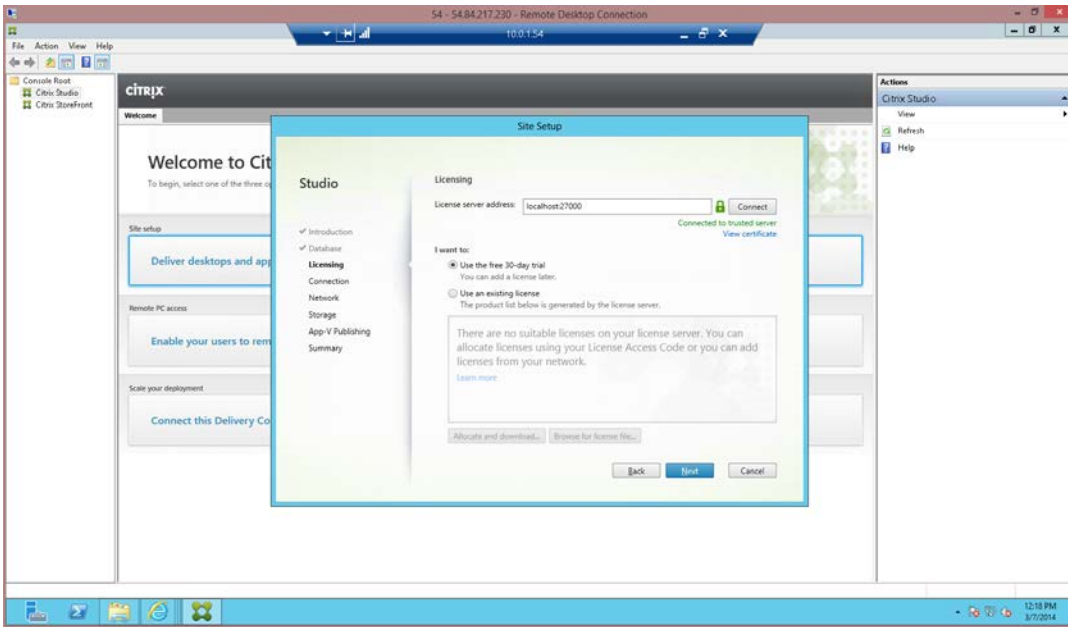 54 - 54.84.217.230 - Remote Desktop Connection
10.0.1.54
File Action View Help
Console Root
Citrix Studio
Citrix StoreFront
CITRIX
Welcome
Welcome to Cit
To begin, select one of the three op
Site setup
Deliver desktops and app
Remote PC access
Enable your users to rem
Scale your deployment
Connect this Delivery Co
Site Setup
Studio
Introduction
Database
Licensing
Connection
Network
Storage
App-V Publishing
Summary
Licensing
License server address: localhost:27000 Connect
Connected to trusted server
View certificate
I want to:
Use the free 30-day trial
You can add a license later.
Use an existing license
The product list below is generated by the license server.
There are no suitable licenses on your license server. You can
allocate licenses using your License Access Code or you can add
licenses from your network.
Learn more
Allocate and download... Browse for license file...
Back Next Cancel
Actions
Citrix Studio
View
Refresh
Help
12:18 PM
3/7/2014